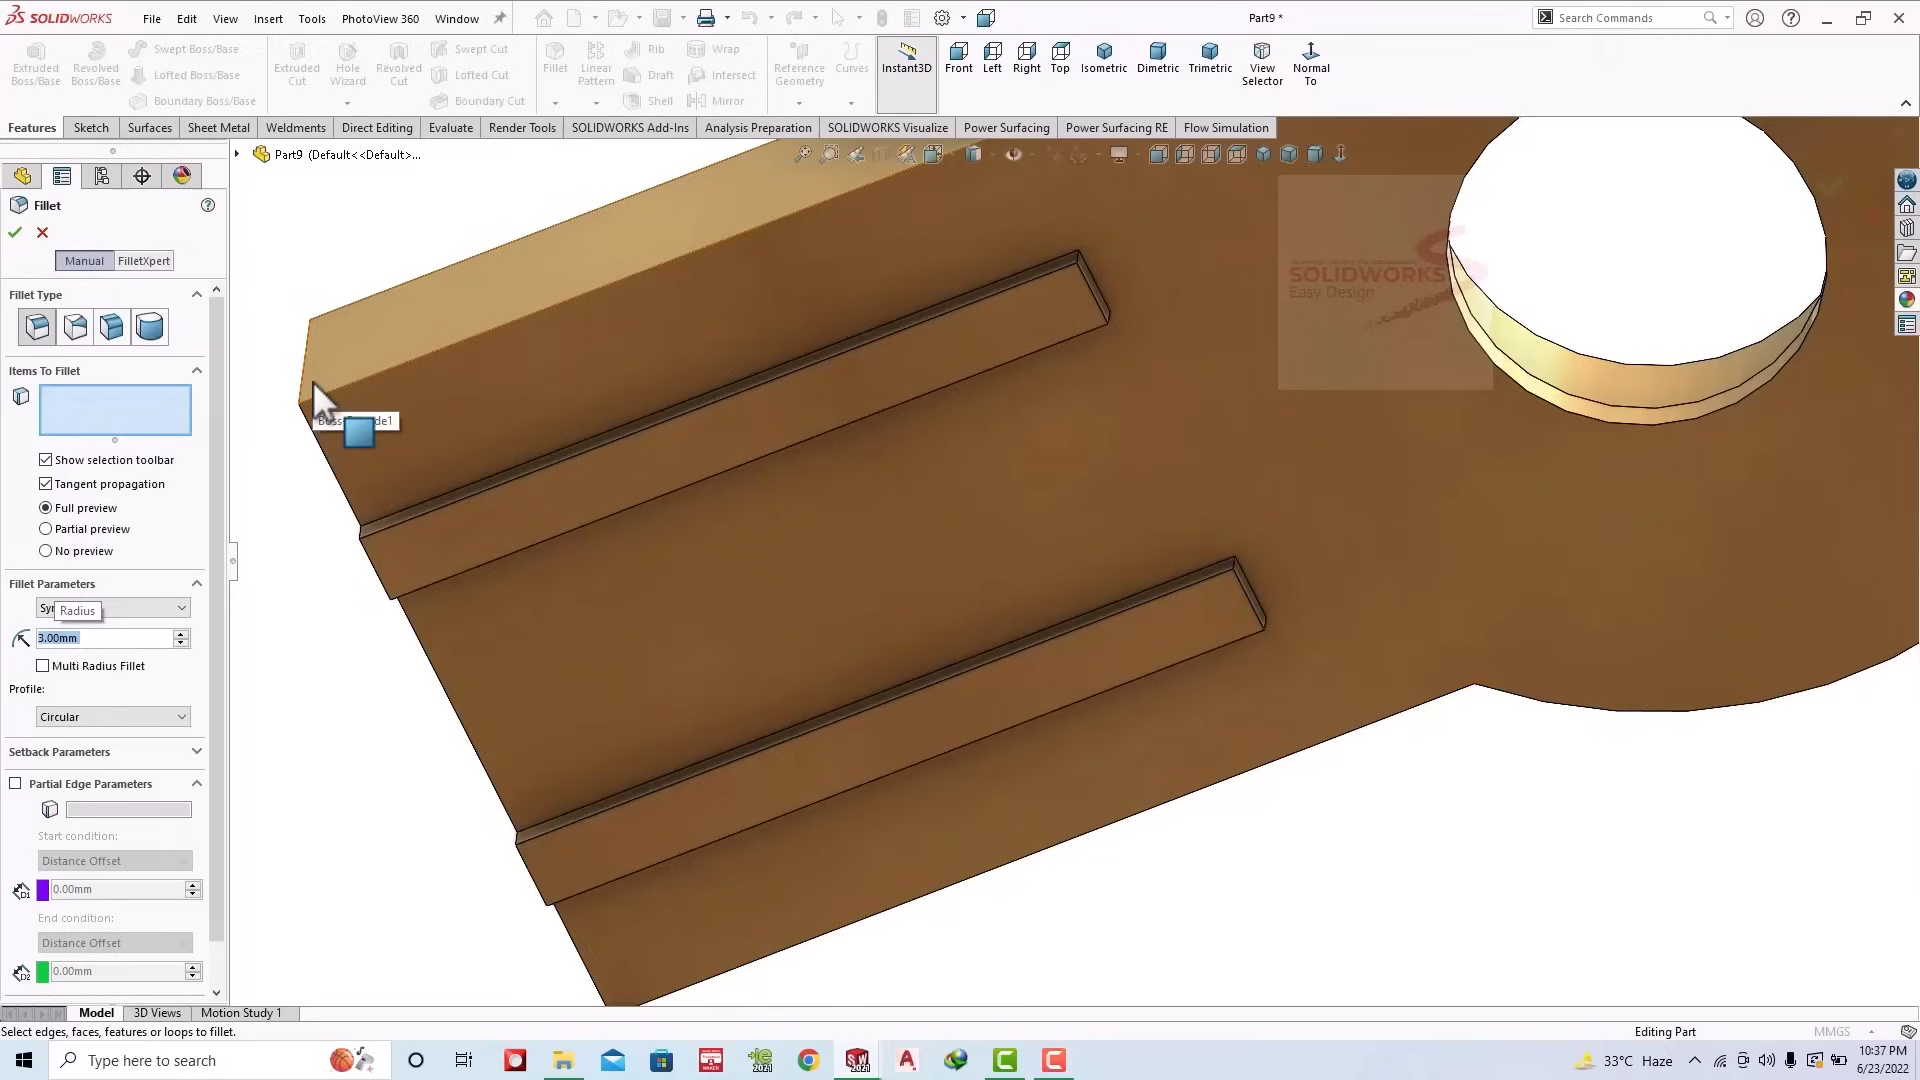 SOLIDWORKS File Edit View Insert Tools PhotoView 360 Window Part9 * Search Commands
Extruded Boss/Base Revolved Boss/Base Swept Boss/Base Lofted Boss/Base Boundary Boss/Base Extruded Cut Hole Wizard Revolved Cut Swept Cut Lofted Cut Boundary Cut Fillet Linear Pattern Rib Draft Shell Wrap Intersect Mirror Reference Geometry Curves Instant3D Front Left Right Top Isometric Dimetric Trimetric View Selector Normal To
Features Sketch Surfaces Sheet Metal Weldments Direct Editing Evaluate Render Tools SOLIDWORKS Add-Ins Analysis Preparation SOLIDWORKS Visualize Power Surfacing Power Surfacing RE Flow Simulation
Part9 (Default<<Default>...
Fillet
Manual FilletXpert
Fillet Type
SOLIDWORKS
Easy Design
Items To Fillet
Show selection toolbar
Tangent propagation
Full preview
Partial preview
No preview
Fillet Parameters
Radius
3.00mm
Multi Radius Fillet
Profile:
Circular
Setback Parameters
Partial Edge Parameters
Start condition:
Distance Offset
D1 0.00mm
End condition:
Distance Offset
D2 0.00mm
Model 3D Views Motion Study 1
Select edges, faces, features or loops to fillet. Editing Part MMGS
Type here to search 33°C Haze 10:37 PM
6/23/2022